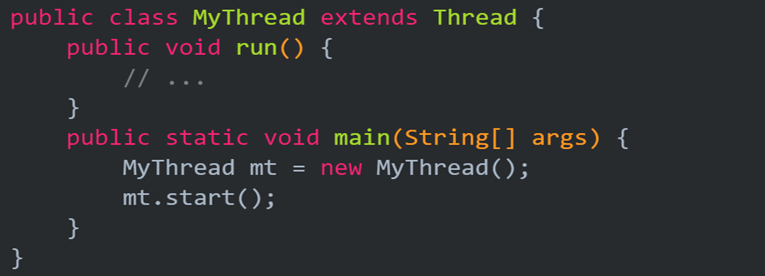 public class MyThread extends Thread {
    public void run() {
        // ...
    }
    public static void main(String[] args) {
        MyThread mt = new MyThread();
        mt.start();
    }
}